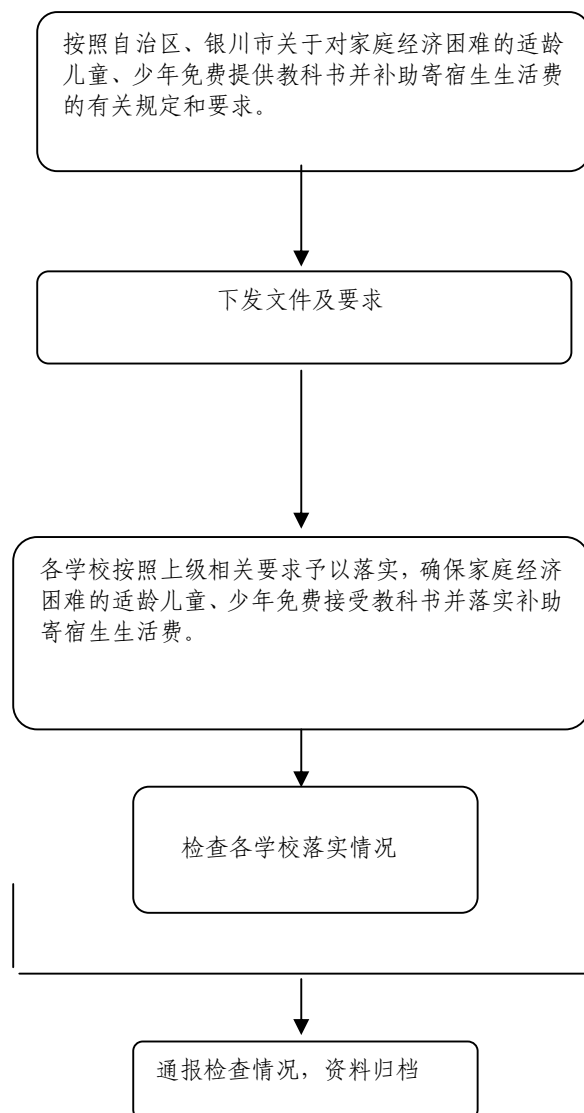 按照自治区、银川市关于对家庭经济困难的适龄
儿童、少年免费提供教科书并补助寄宿生生活费
的有关规定和要求。
下发文件及要求
各学校按照上级相关要求予以落实，确保家庭经济
困难的适龄儿童、少年免费接受教科书并落实补助
寄宿生生活费。
检查各学校落实情况
通报检查情况，资料归档